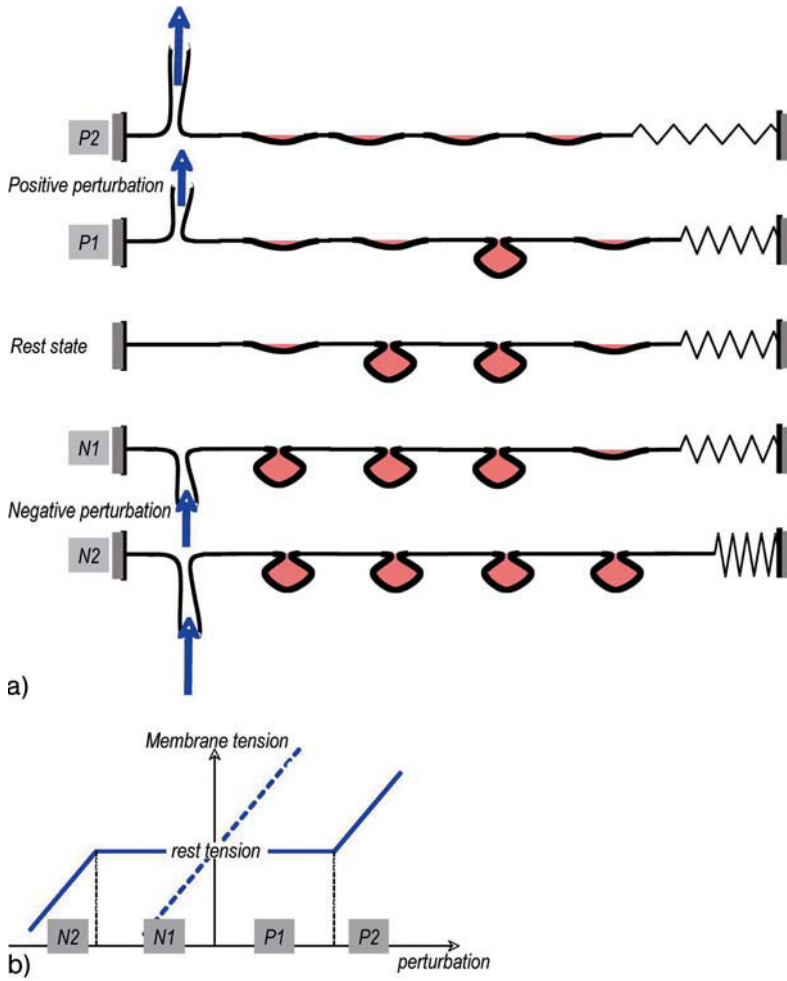 P2
Positive perturbation
P1
Rest state
N1
Negative perturbation
N2
a)
Membrane tension
rest tension
N2 N1 P1 P2
b) perturbation